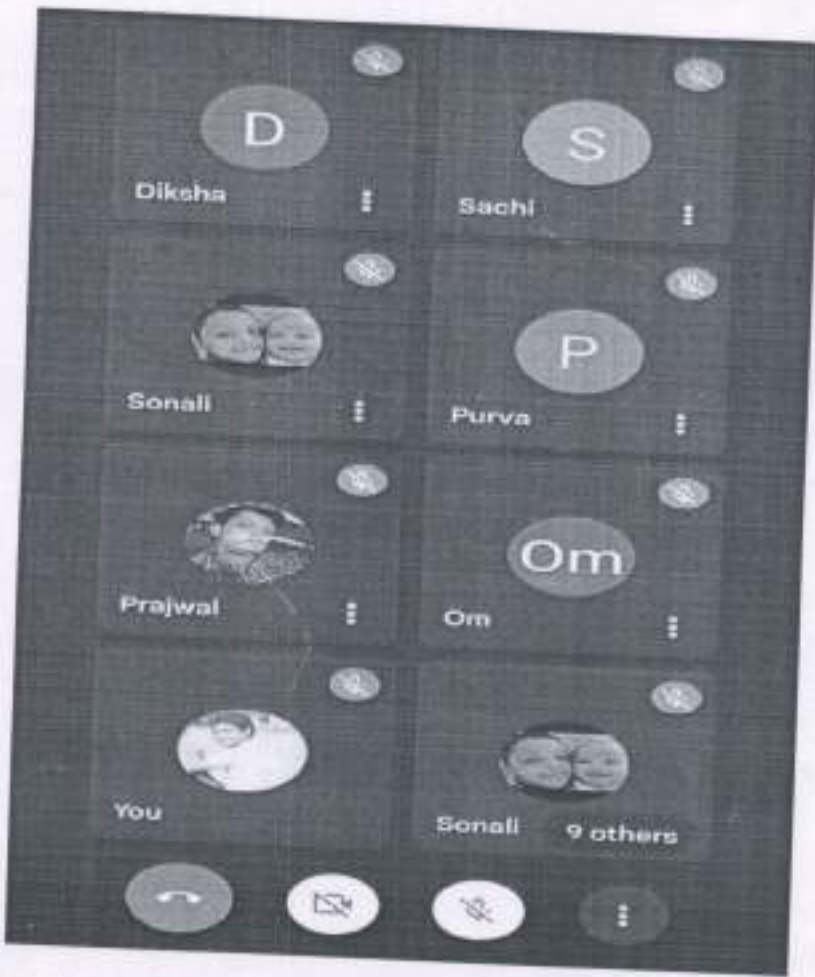 D S
Diksha Sachi
P
Sonali Purva
Om
Prajwal Om
You Sonali 9 others